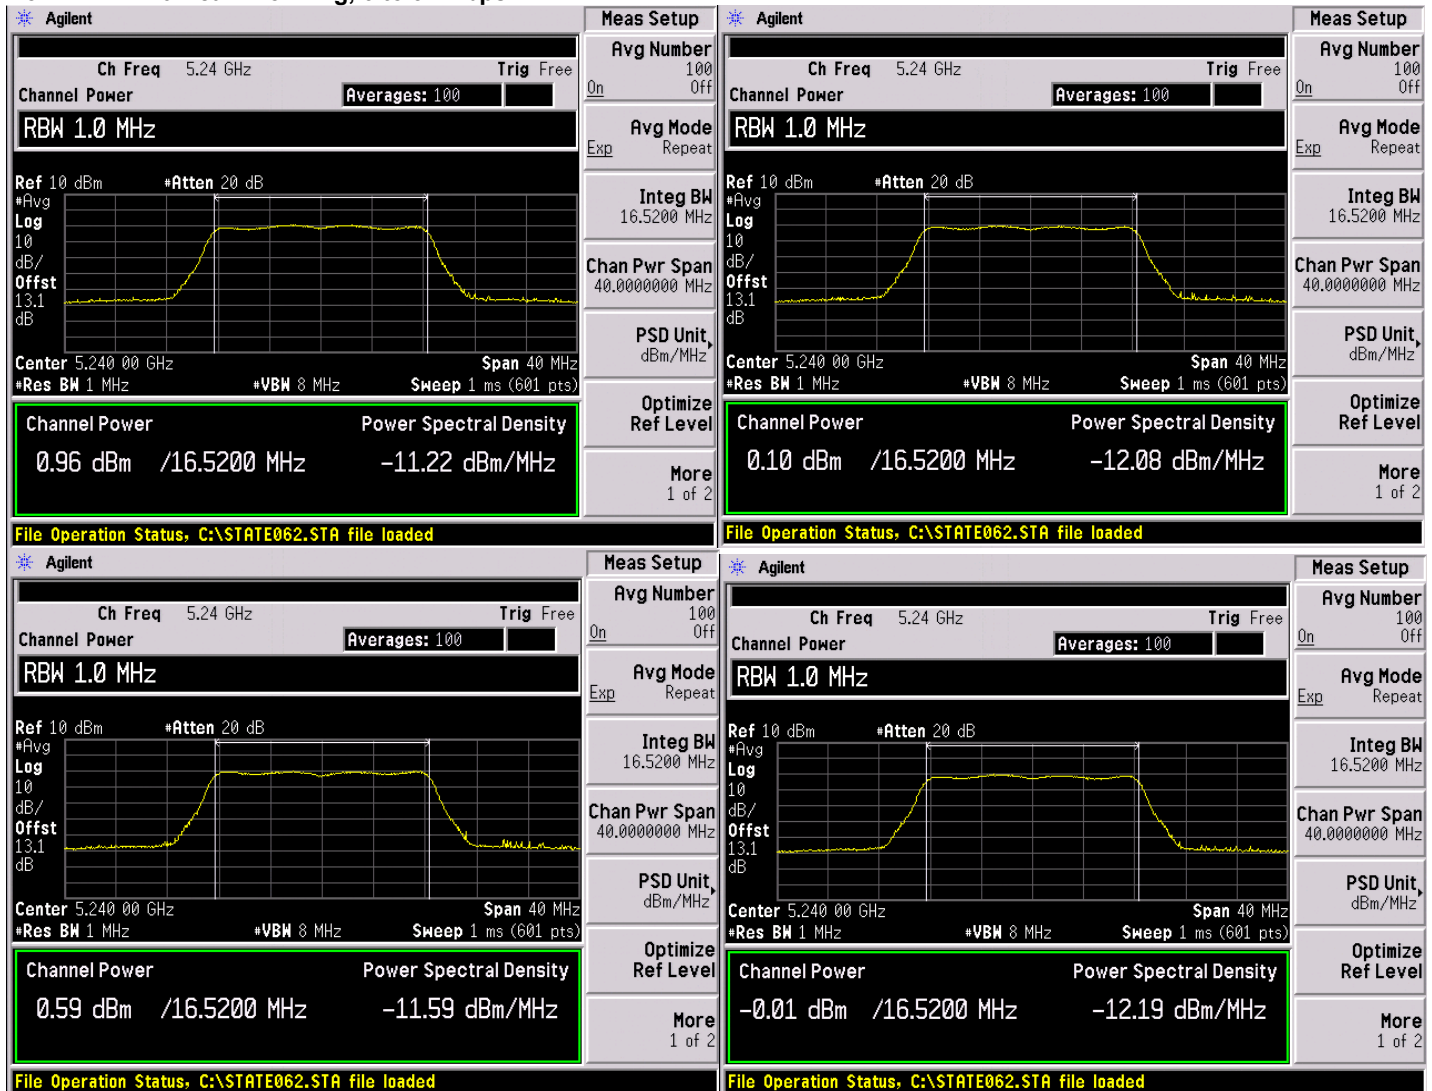 Agilent
Meas Setup
Ch Freq 5.24 GHz Trig Free
Channel Power Averages: 100
RBW 1.0 MHz
Ref 10 dBm #Atten 20 dB
#Avg
Log
10
dB/
Offst
13.1
dB
Center 5.240 00 GHz Span 40 MHz
#Res BW 1 MHz #VBW 8 MHz Sweep 1 ms (601 pts)
Channel Power Power Spectral Density
0.96 dBm /16.5200 MHz -11.22 dBm/MHz
File Operation Status, C:\STATE062.STA file loaded
Avg Number
100
On Off
Avg Mode
Exp Repeat
Integ BW
16.5200 MHz
Chan Pwr Span
40.0000000 MHz
PSD Unit
dBm/MHz
Optimize
Ref Level
More
1 of 2
Agilent
Meas Setup
Ch Freq 5.24 GHz Trig Free
Channel Power Averages: 100
RBW 1.0 MHz
Ref 10 dBm #Atten 20 dB
#Avg
Log
10
dB/
Offst
13.1
dB
Center 5.240 00 GHz Span 40 MHz
#Res BW 1 MHz #VBW 8 MHz Sweep 1 ms (601 pts)
Channel Power Power Spectral Density
0.10 dBm /16.5200 MHz -12.08 dBm/MHz
File Operation Status, C:\STATE062.STA file loaded
Avg Number
100
On Off
Avg Mode
Exp Repeat
Integ BW
16.5200 MHz
Chan Pwr Span
40.0000000 MHz
PSD Unit
dBm/MHz
Optimize
Ref Level
More
1 of 2
Agilent
Meas Setup
Ch Freq 5.24 GHz Trig Free
Channel Power Averages: 100
RBW 1.0 MHz
Ref 10 dBm #Atten 20 dB
#Avg
Log
10
dB/
Offst
13.1
dB
Center 5.240 00 GHz Span 40 MHz
#Res BW 1 MHz #VBW 8 MHz Sweep 1 ms (601 pts)
Channel Power Power Spectral Density
0.59 dBm /16.5200 MHz -11.59 dBm/MHz
File Operation Status, C:\STATE062.STA file loaded
Avg Number
100
On Off
Avg Mode
Exp Repeat
Integ BW
16.5200 MHz
Chan Pwr Span
40.0000000 MHz
PSD Unit
dBm/MHz
Optimize
Ref Level
More
1 of 2
Agilent
Meas Setup
Ch Freq 5.24 GHz Trig Free
Channel Power Averages: 100
RBW 1.0 MHz
Ref 10 dBm #Atten 20 dB
#Avg
Log
10
dB/
Offst
13.1
dB
Center 5.240 00 GHz Span 40 MHz
#Res BW 1 MHz #VBW 8 MHz Sweep 1 ms (601 pts)
Channel Power Power Spectral Density
-0.01 dBm /16.5200 MHz -12.19 dBm/MHz
File Operation Status, C:\STATE062.STA file loaded
Avg Number
100
On Off
Avg Mode
Exp Repeat
Integ BW
16.5200 MHz
Chan Pwr Span
40.0000000 MHz
PSD Unit
dBm/MHz
Optimize
Ref Level
More
1 of 2